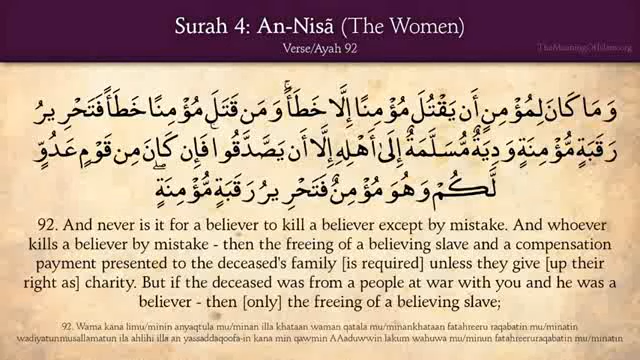 Surah 4: An-Nisã (The Women)
Verse/Ayah 92
TheMeaningOfIslam.org
وَمَا كَانَ لِمُؤْمِنٍ أَن يَقْتُلَ مُؤْمِنًا إِلَّا خَطَأً ۚ وَمَن قَتَلَ مُؤْمِنًا خَطَأً فَتَحْرِيرُ
رَقَبَةٍ مُّؤْمِنَةٍ وَدِيَةٌ مُّسَلَّمَةٌ إِلَىٰ أَهْلِهِ إِلَّا أَن يَصَّدَّقُوا ۚ فَإِن كَانَ مِن قَوْمٍ عَدُوٍّ
لَّكُمْ وَهُوَ مُؤْمِنٌ فَتَحْرِيرُ رَقَبَةٍ مُّؤْمِنَةٍ ۖ
92. And never is it for a believer to kill a believer except by mistake. And whoever
kills a believer by mistake - then the freeing of a believing slave and a compensation
payment presented to the deceased's family [is required] unless they give [up their
right as] charity. But if the deceased was from a people at war with you and he was a
believer - then [only] the freeing of a believing slave;
92. Wama kana limu/minin anyaqtula mu/minan illa khataan waman qatala mu/minankhataan fatahreeru raqabatin mu/minatin
wadiyatunmusallamatun ila ahlihi illa an yassaddaqoofa-in kana min qawmin AAaduwwin lakum wahuwa mu/minun fatahreeruraqabatin mu/minatin